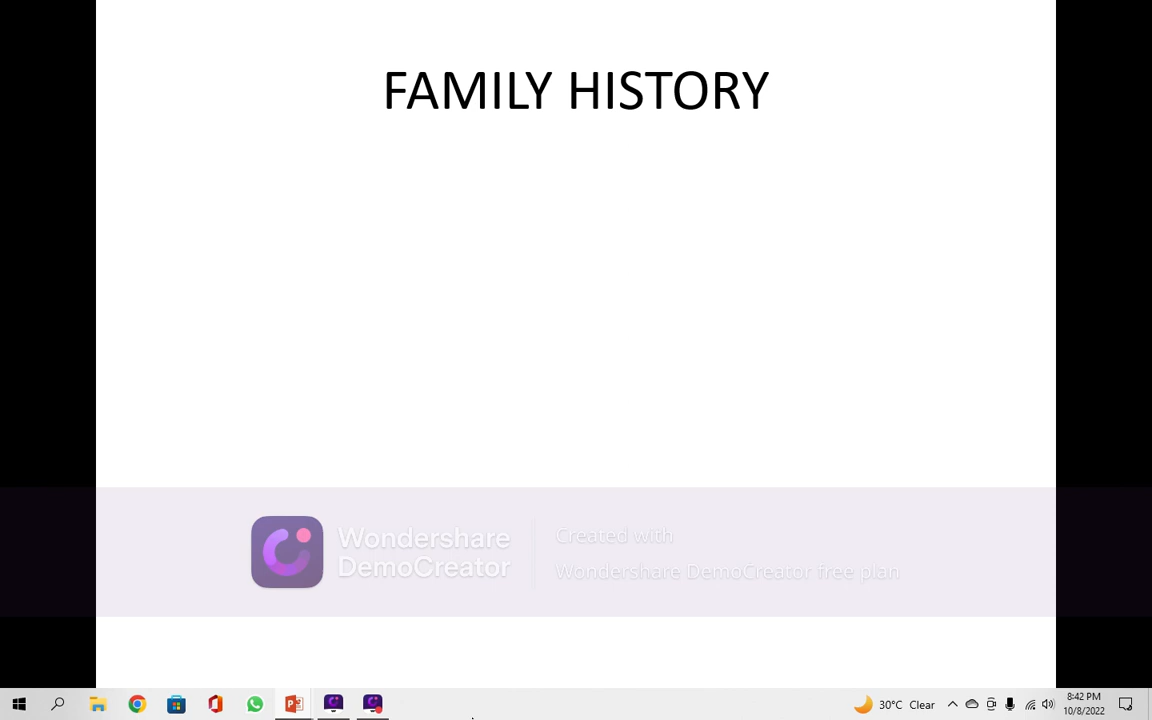 FAMILY HISTORY
Wondershare
DemoCreator
Created with
Wondershare DemoCreator free plan
30°C Clear
8:42 PM
10/8/2022